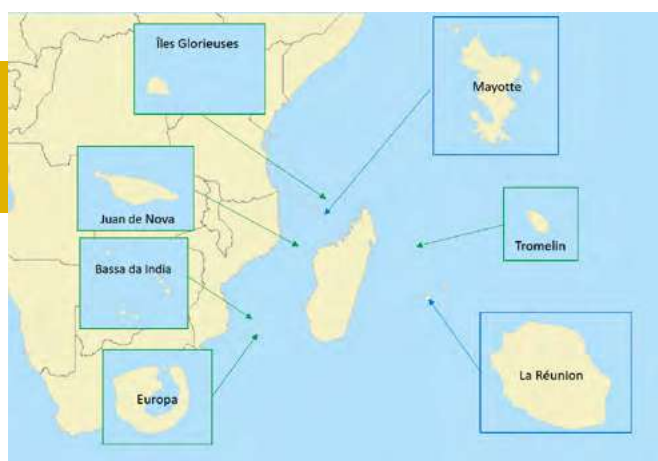 Îles Glorieuses
Mayotte
Juan de Nova
Tromelin
Bassa da India
La Réunion
Europa